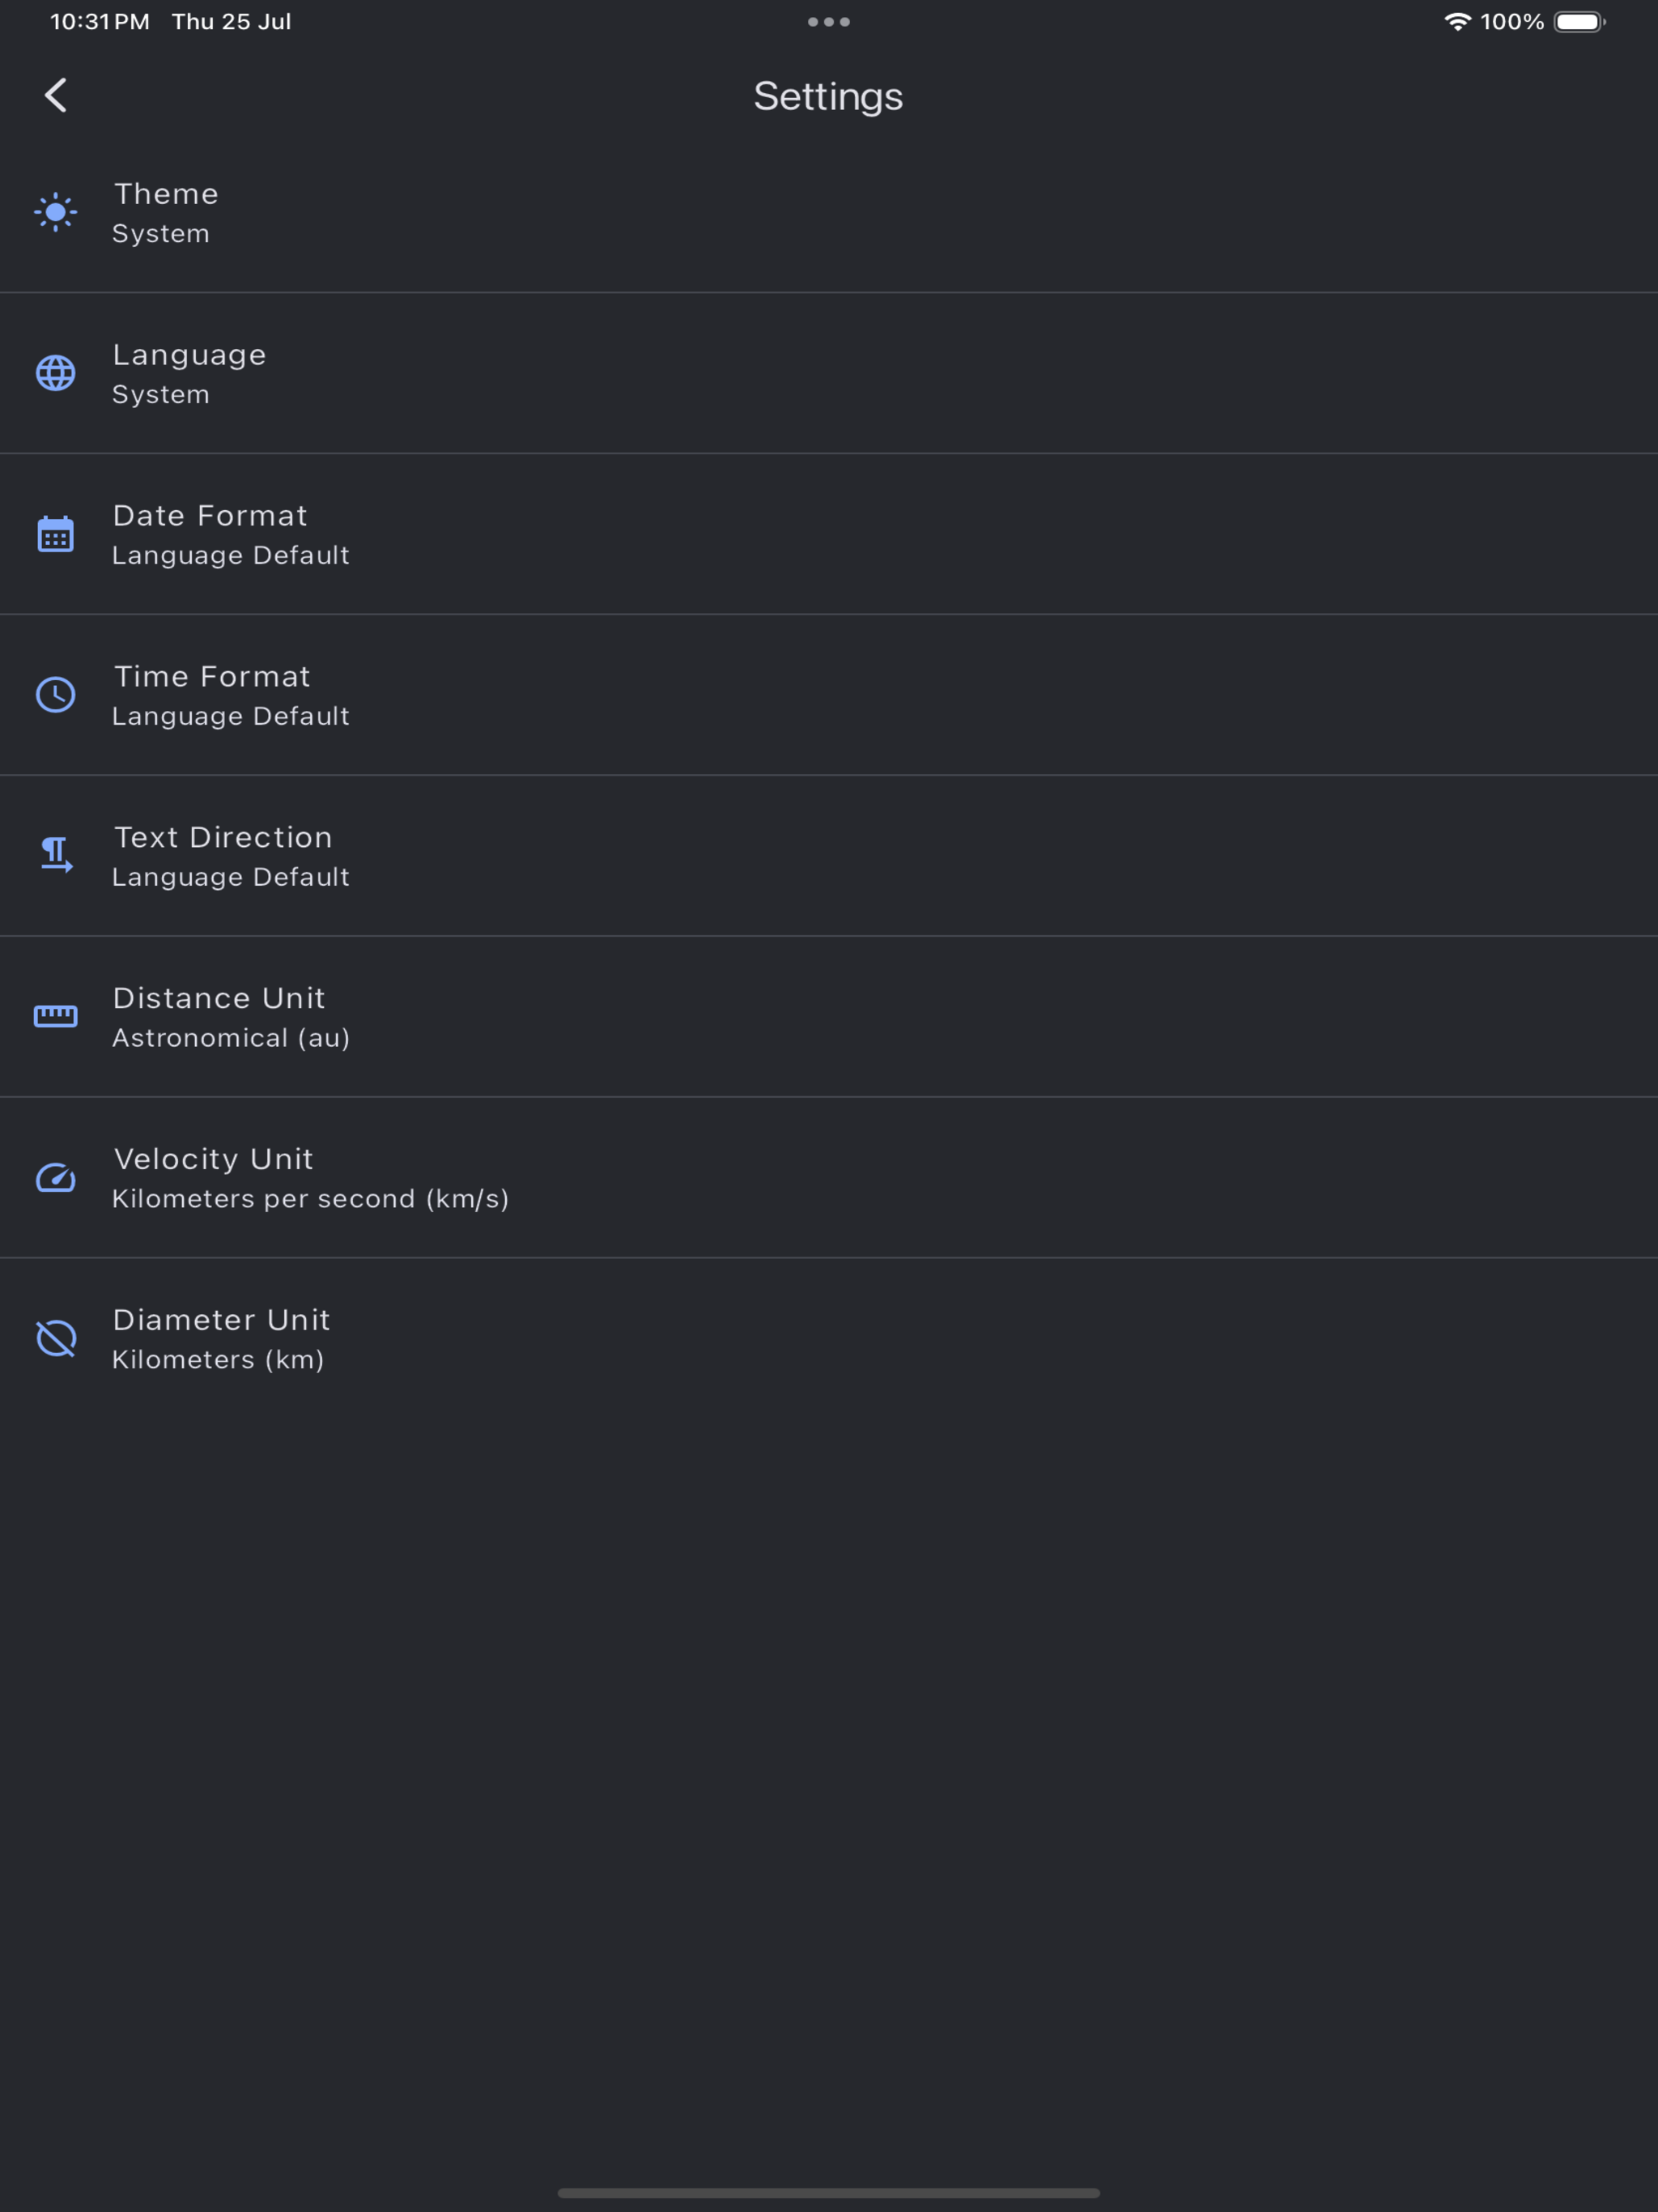 10:31 PM Thu 25 Jul
100%
Settings
Theme
System
Language
System
Date Format
Language Default
Time Format
Language Default
Text Direction
Language Default
Distance Unit
Astronomical (au)
Velocity Unit
Kilometers per second (km/s)
Diameter Unit
Kilometers (km)